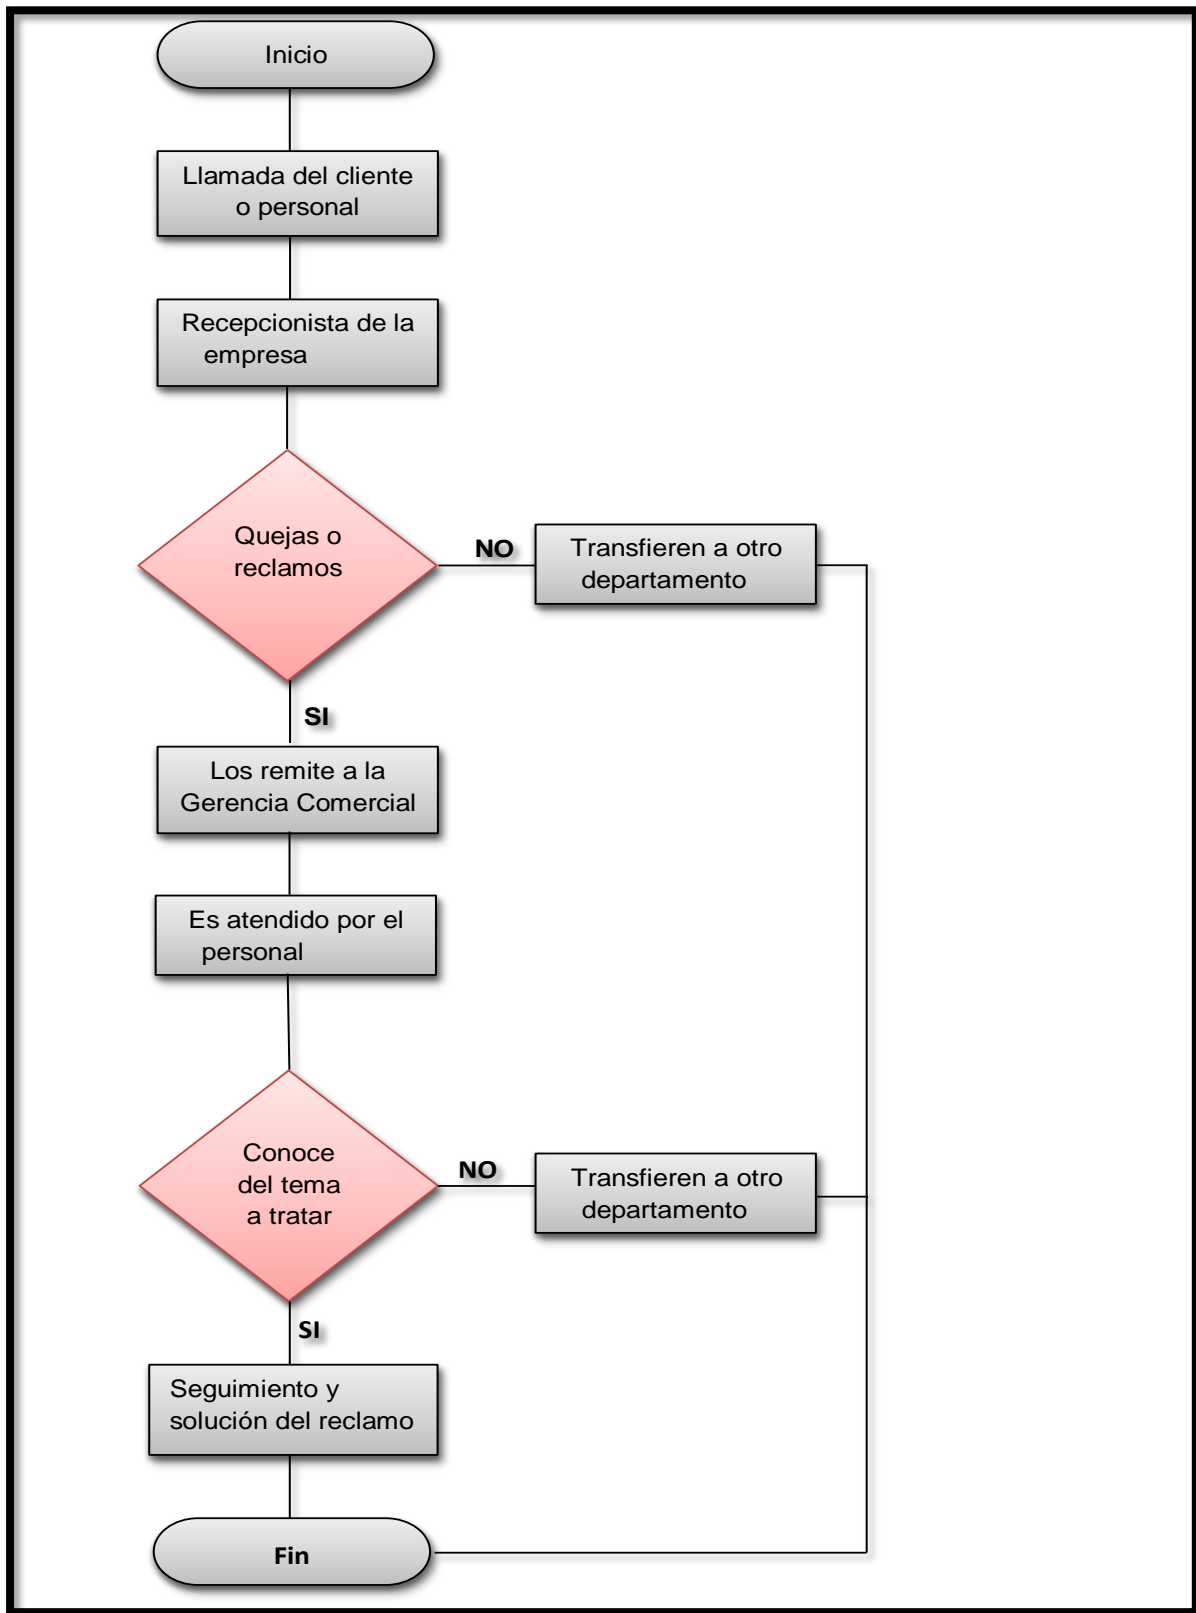 Inicio
Llamada del cliente
o personal
Recepcionista de la
empresa
Quejas o
reclamos
NO
Transfieren a otro
departamento
SI
Los remite a la
Gerencia Comercial
Es atendido por el
personal
Conoce
del tema
a tratar
NO
Transfieren a otro
departamento
SI
Seguimiento y
solución del reclamo
Fin